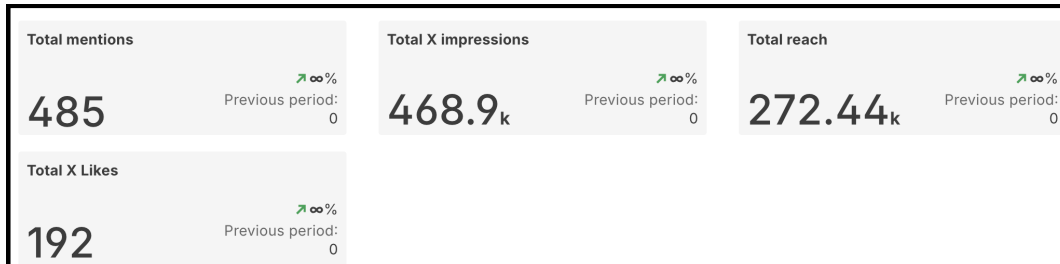 Total mentions
↗ ∞%
Previous period:
485
0
Total X impressions
↗ ∞%
Previous period:
468.9k
0
Total reach
↗ ∞%
Previous period:
272.44k
0
Total X Likes
↗ ∞%
Previous period:
192
0